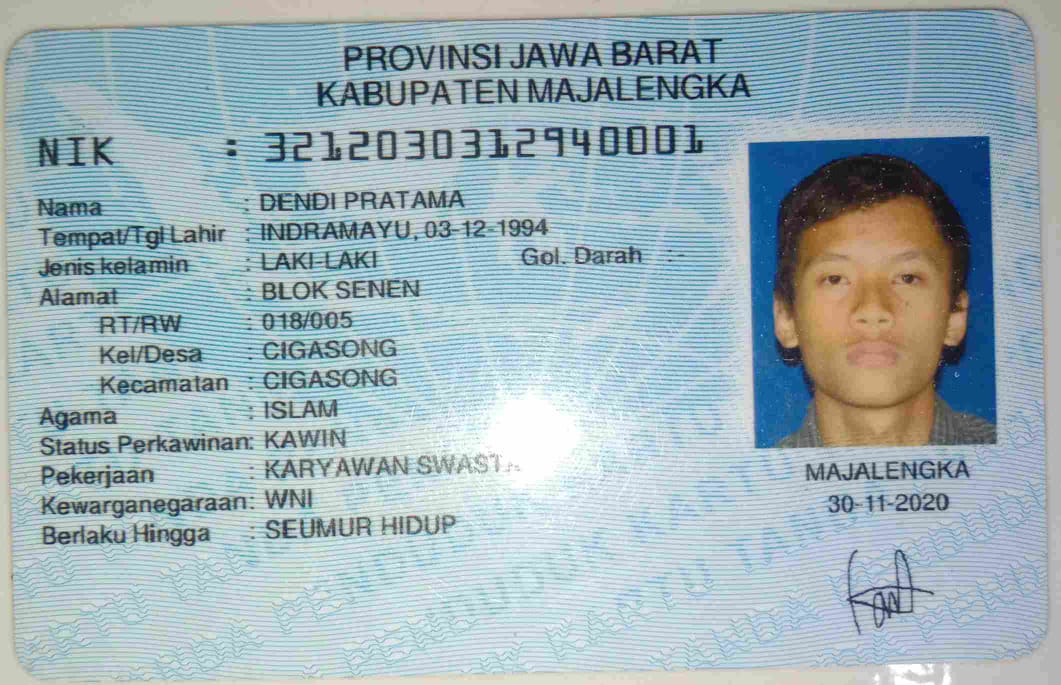 PROVINSI JAWA BARAT
KABUPATEN MAJALENGKA
NIK : 3212030312940001
Nama : DENDI PRATAMA
Tempat/Tgl Lahir : INDRAMAYU, 03-12-1994
Jenis kelamin : LAKI-LAKI Gol. Darah :-
Alamat : BLOK SENEN
RT/RW : 018/005
Kel/Desa : CIGASONG
Kecamatan : CIGASONG
Agama : ISLAM
Status Perkawinan: KAWIN
Pekerjaan : KARYAWAN
Kewarganegaraan: WNI
Berlaku Hingga : SEUMUR HIDUP
MAJALENGKA
30-11-2020